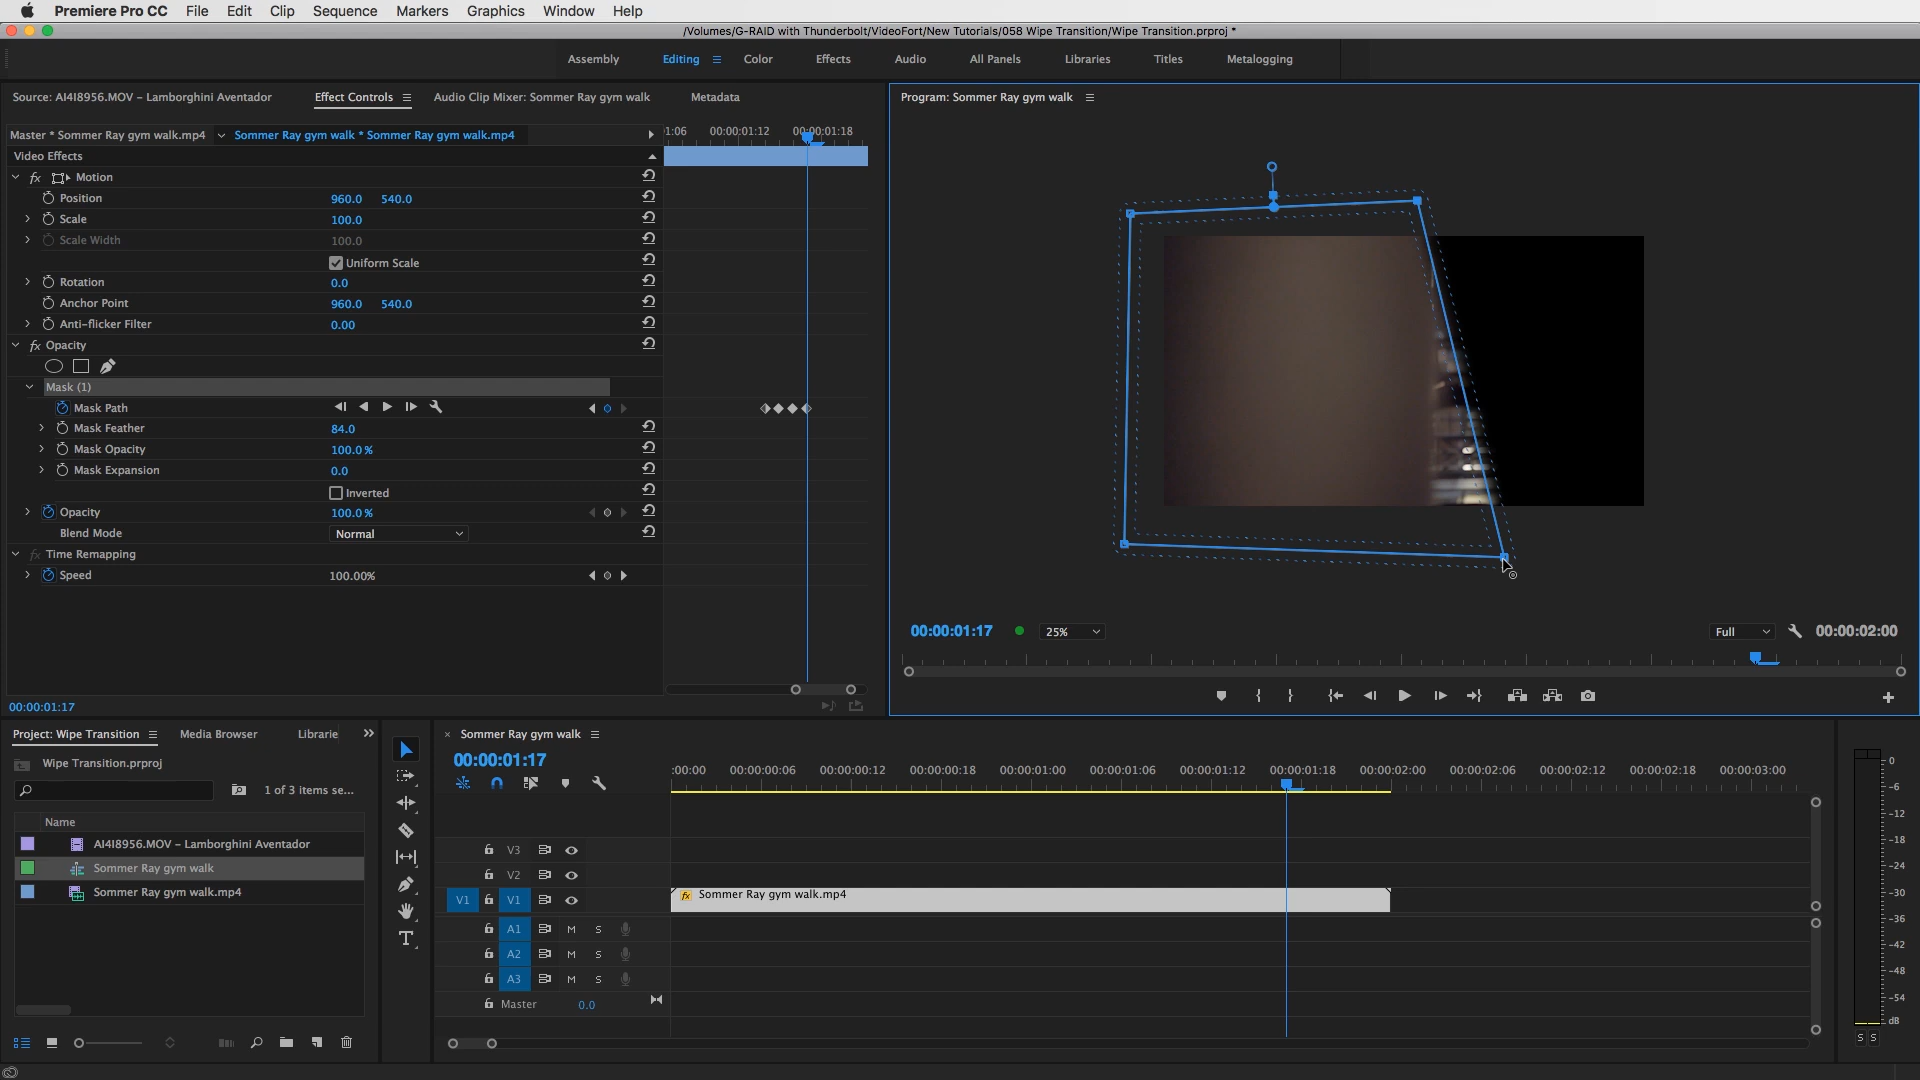 Premiere Pro CC File Edit Clip Sequence Markers Graphics Window Help
/Volumes/G-RAID with Thunderbolt/VideoFort/New Tutorials/058 Wipe Transition/Wipe Transition.prproj *
Assembly Editing Color Effects Audio All Panels Libraries Titles Metalogging
Source: AI4I8956.MOV – Lamborghini Aventador Effect Controls Audio Clip Mixer: Sommer Ray gym walk Metadata
Program: Sommer Ray gym walk
Master * Sommer Ray gym walk.mp4 Sommer Ray gym walk * Sommer Ray gym walk.mp4
:1:06 00:00:01:12 00:00:01:18
Video Effects
fx Motion
Position 960.0 540.0
Scale 100.0
Scale Width 100.0
Uniform Scale
Rotation 0.0
Anchor Point 960.0 540.0
Anti-flicker Filter 0.00
fx Opacity
Mask (1)
Mask Path
Mask Feather 84.0
Mask Opacity 100.0 %
Mask Expansion 0.0
Inverted
Opacity 100.0 %
Blend Mode Normal
fx Time Remapping
Speed 100.00%
00:00:01:17
00:00:01:17 25% Full 00:00:02:00
Project: Wipe Transition Media Browser Librarie
Wipe Transition.prproj
1 of 3 items se...
Name
AI4I8956.MOV – Lamborghini Aventador
Sommer Ray gym walk
Sommer Ray gym walk.mp4
× Sommer Ray gym walk
00:00:01:17
:00:00 00:00:00:06 00:00:00:12 00:00:00:18 00:00:01:00 00:00:01:06 00:00:01:12 00:00:01:18 00:00:02:00 00:00:02:06 00:00:02:12 00:00:02:18 00:00:03:00
V3
V2
V1 V1 fx Sommer Ray gym walk.mp4
A1 M S
A2 M S
A3 M S
Master 0.0
T
0
-6
-12
-18
-24
-30
-36
-42
-48
-54
dB
S S